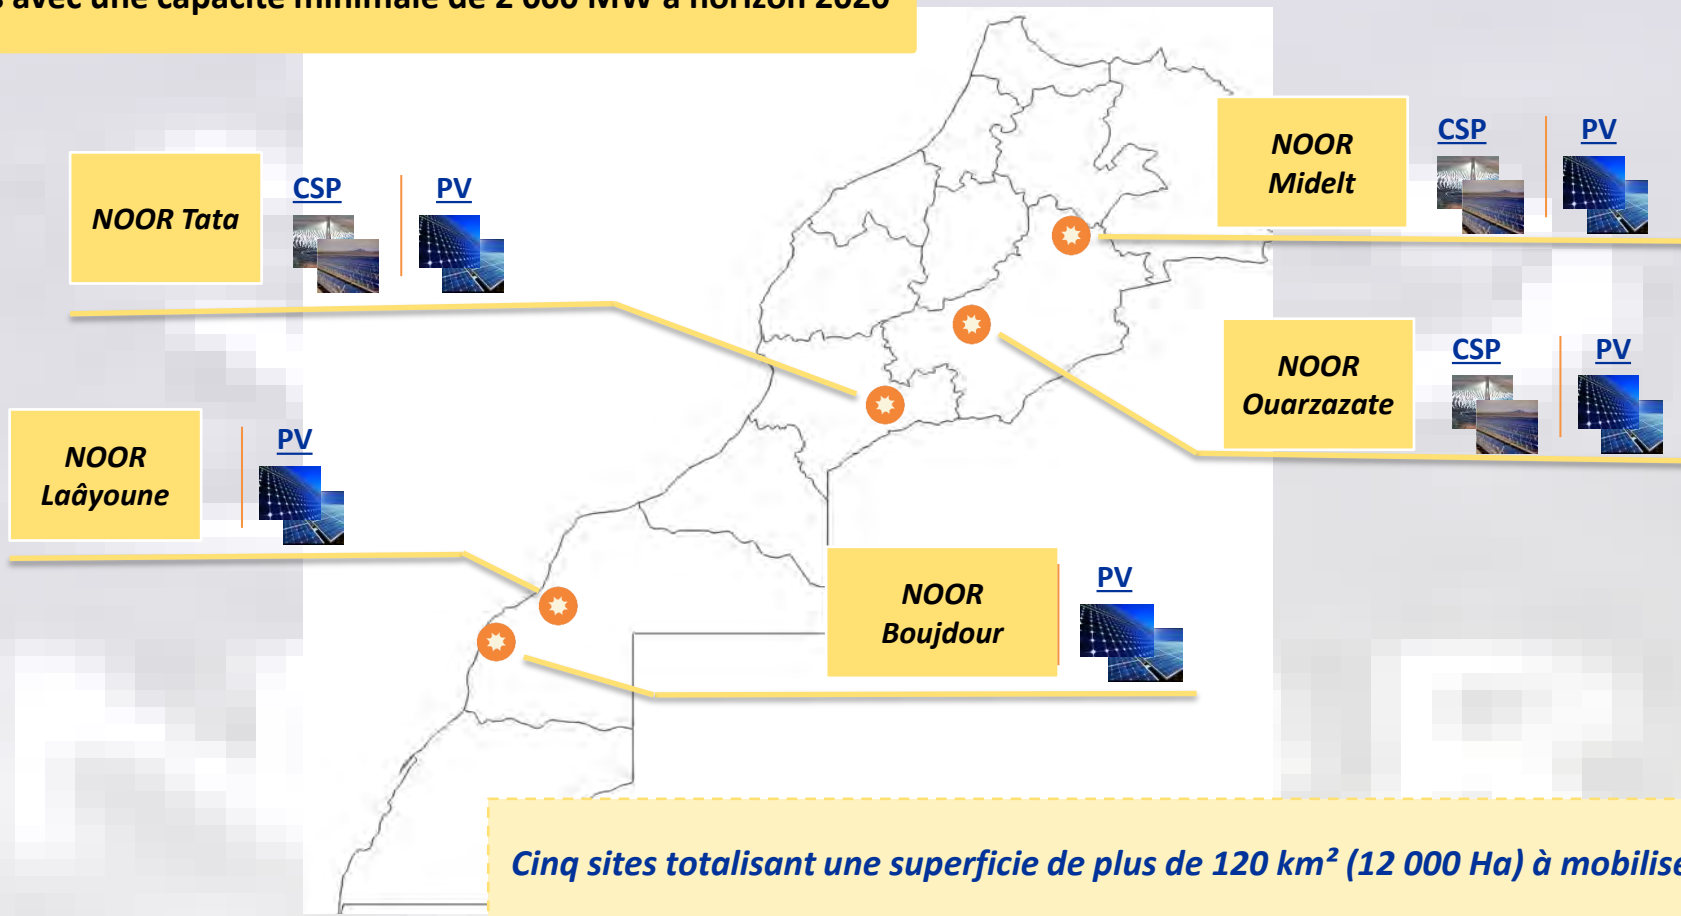 avec une capacité minimale de 2 000 MW à horizon 2020
NOOR Tata
CSP
PV
NOOR
Midelt
CSP
PV
NOOR
Ouarzazate
CSP
PV
NOOR
Laâyoune
PV
NOOR
Boujdour
PV
Cinq sites totalisant une superficie de plus de 120 km² (12 000 Ha) à